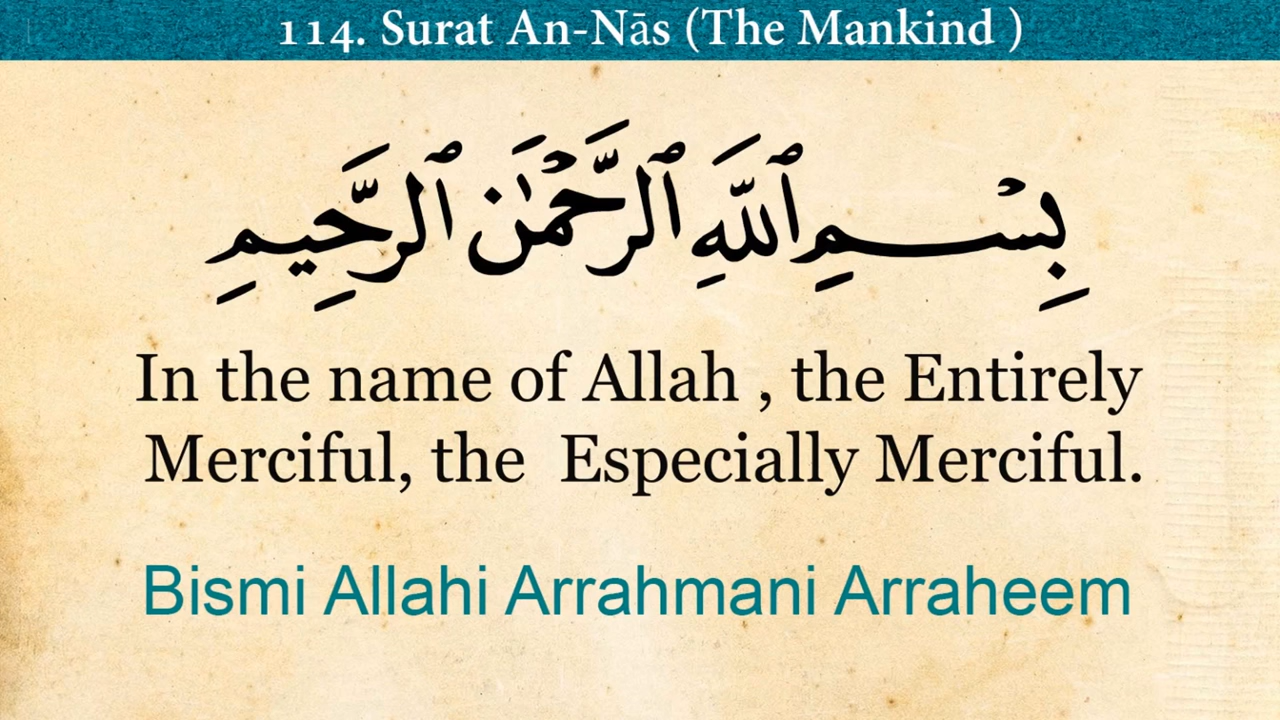 114. Surat An-Nās (The Mankind )
بِسْمِ ٱللَّهِ ٱلرَّحْمَٰنِ ٱلرَّحِيمِ
In the name of Allah , the Entirely
Merciful, the  Especially Merciful.
Bismi Allahi Arrahmani Arraheem